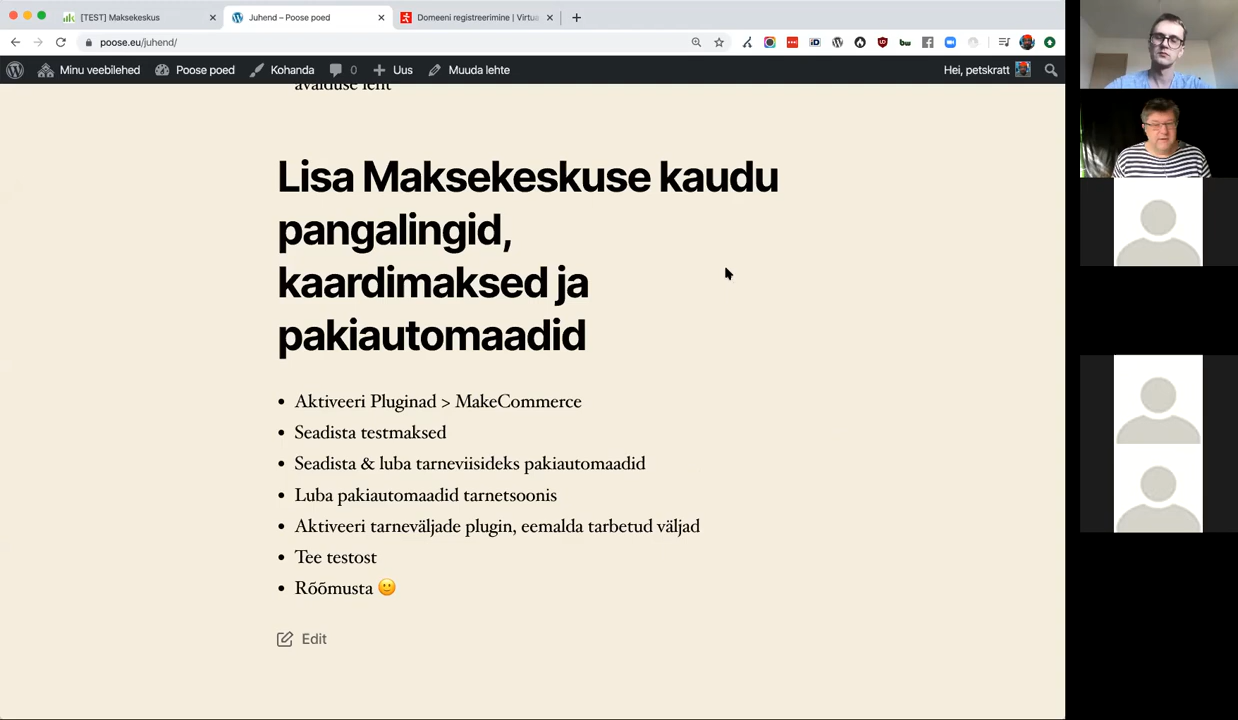 [TEST] Maksekeskus
Juhend – Poose poed
Domeeni registreerimine | Virtua
poose.eu/juhend/
Minu veebilehed
Poose poed
Kohanda
0
Uus
Muuda lehte
Hei, petskratt
avalduse leht
Lisa Maksekeskuse kaudu
pangalingid,
kaardimaksed ja
pakiautomaadid
• Aktiveeri Pluginad > MakeCommerce
• Seadista testmaksed
• Seadista & luba tarneviisideks pakiautomaadid
• Luba pakiautomaadid tarnetsoonis
• Aktiveeri tarneväljade plugin, eemalda tarbetud väljad
• Tee testost
• Rõõmusta 🙂
Edit